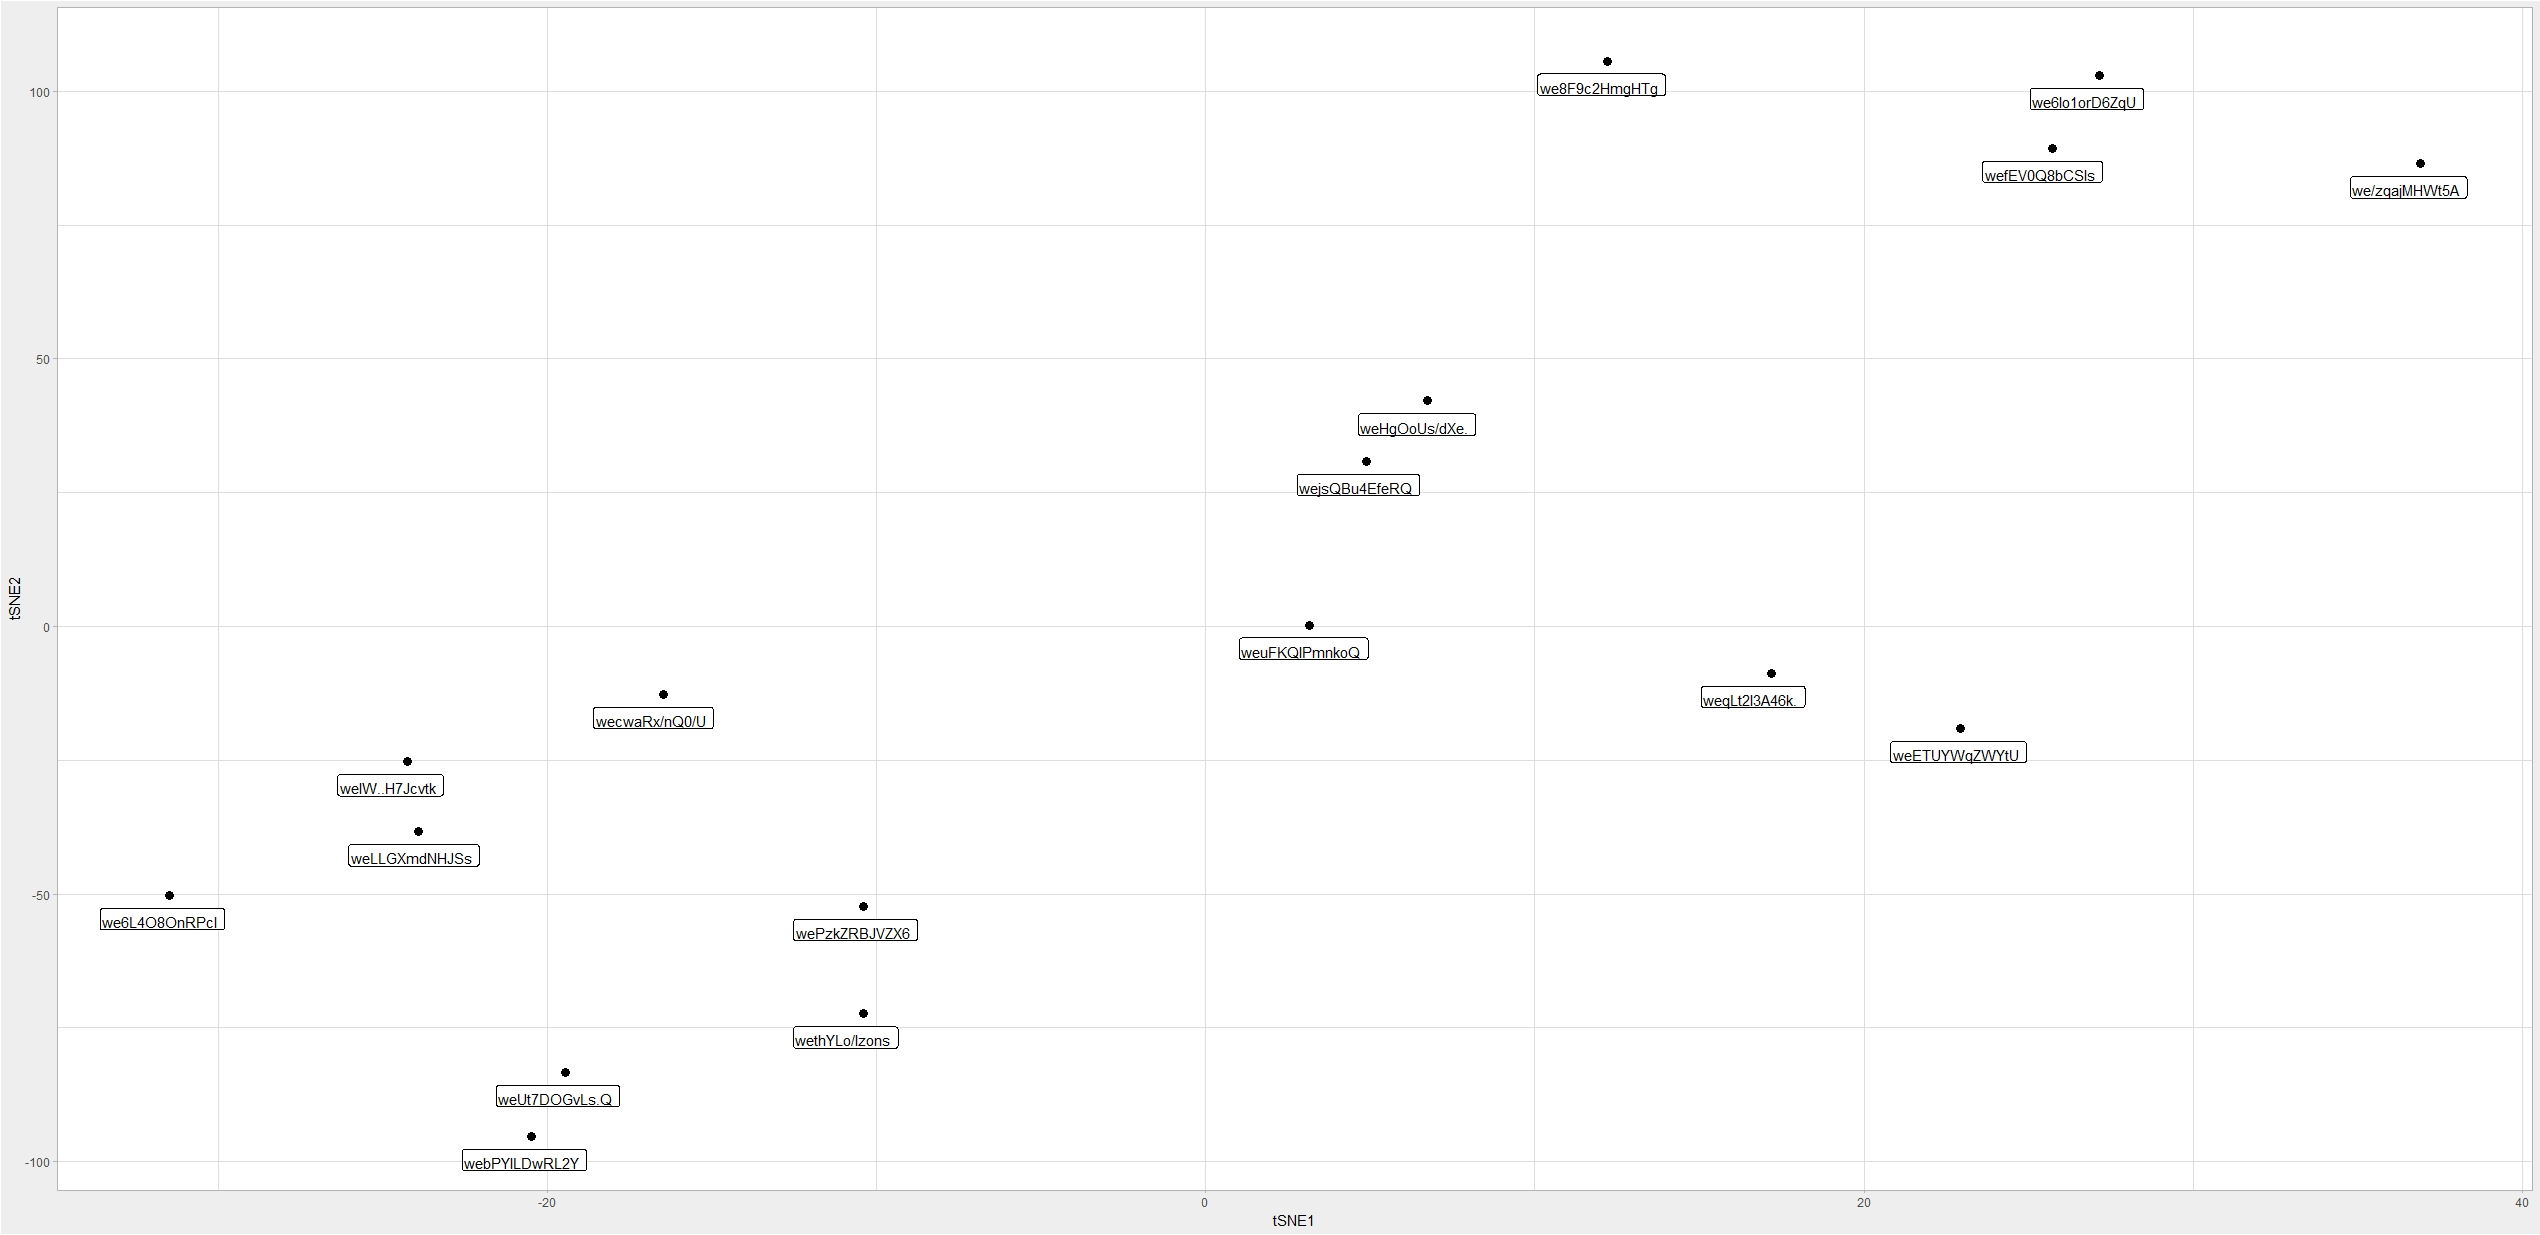 100
50
0
-50
-100
tSNE2
we8F9c2HmgHTg
we6lo1orD6ZqU
wefEV0Q8bCSIs
we/zqajMHWt5A
weHgOoUs/dXe.
wejsQBu4EfeRQ
weuFKQlPmnkoQ
weqLt2l3A46k.
wecwaRx/nQ0/U
weETUYWqZWYtU
welW..H7Jcvtk
weLLGXmdNHJSs
we6L4O8OnRPcI
wePzkZRBJVZX6
wethYLo/lzons
weUt7DOGvLs.Q
webPYlLDwRL2Y
-20
0
20
40
tSNE1